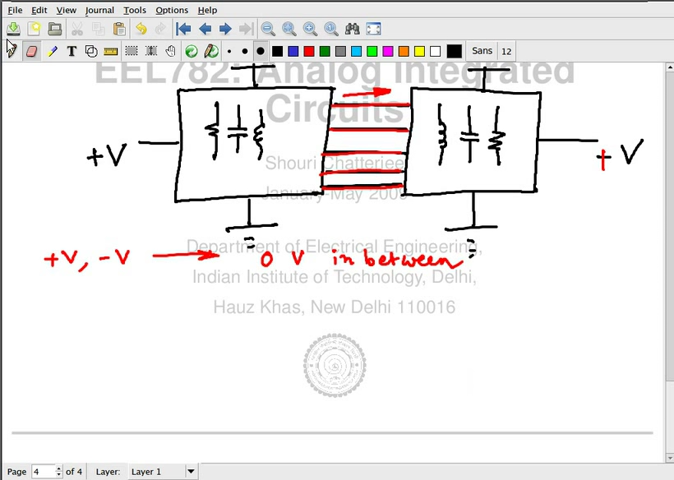 File Edit View Journal Tools Options Help
Sans 12
EEL782: Analog Integrated
Circuits
+V
+V
Shouri Chatterjee
January May 200
+V, -V → 0 V in between
Department of Electrical Engineering,
Indian Institute of Technology, Delhi,
Hauz Khas, New Delhi 110016
Page 4 of 4 Layer: Layer 1